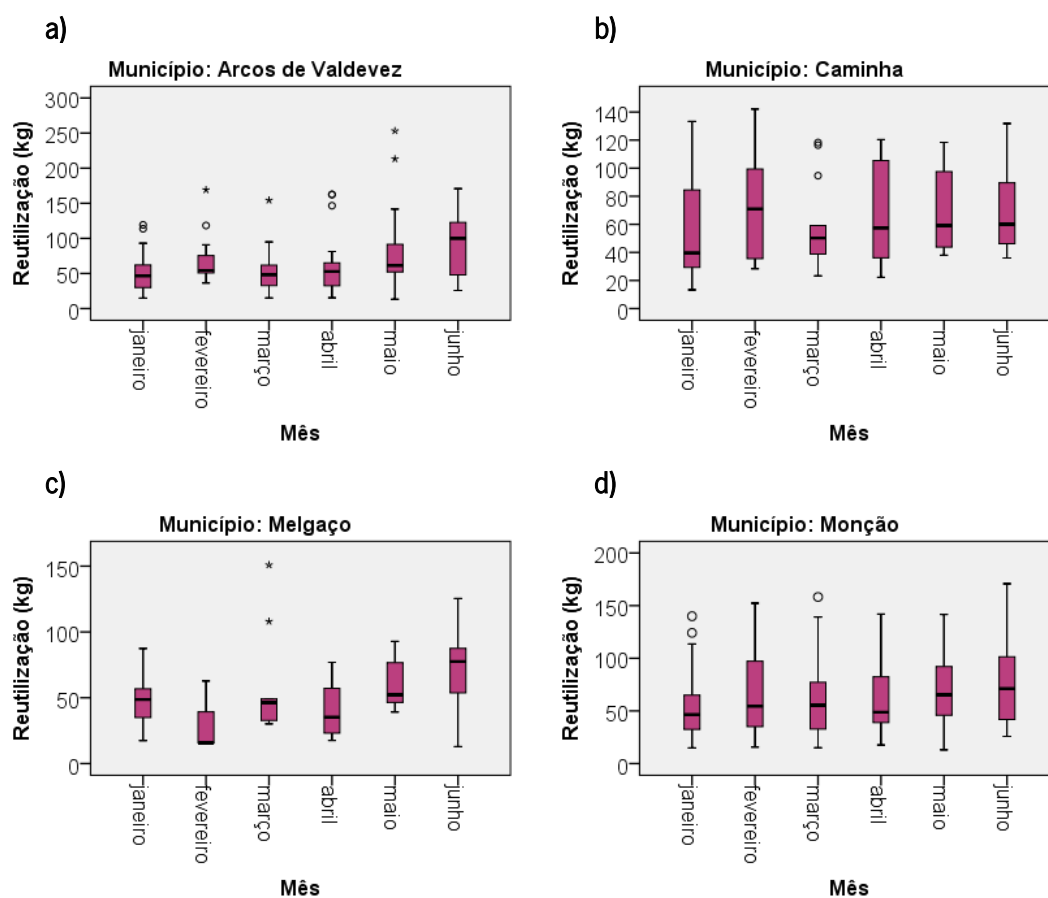 a)
Município: Arcos de Valdevez
Reutilização (kg)
300
250
200
150
100
50
0
janeiro
fevereiro
março
abril
maio
junho
Mês
b)
Município: Caminha
Reutilização (kg)
140
120
100
80
60
40
20
0
janeiro
fevereiro
março
abril
maio
junho
Mês
c)
Município: Melgaço
Reutilização (kg)
150
100
50
0
janeiro
fevereiro
março
abril
maio
junho
Mês
d)
Município: Monção
Reutilização (kg)
200
150
100
50
0
janeiro
fevereiro
março
abril
maio
junho
Mês